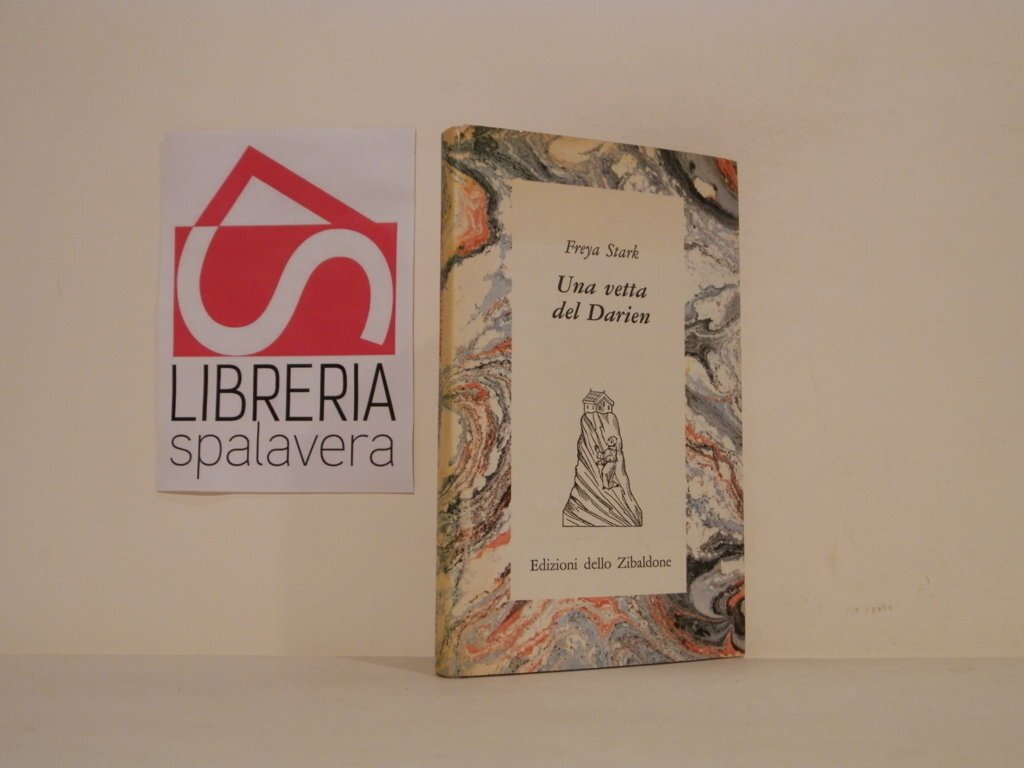 LIBRERIA
spalavera
Freya Stark
Una vetta
del Darien
Edizioni dello Zibaldone